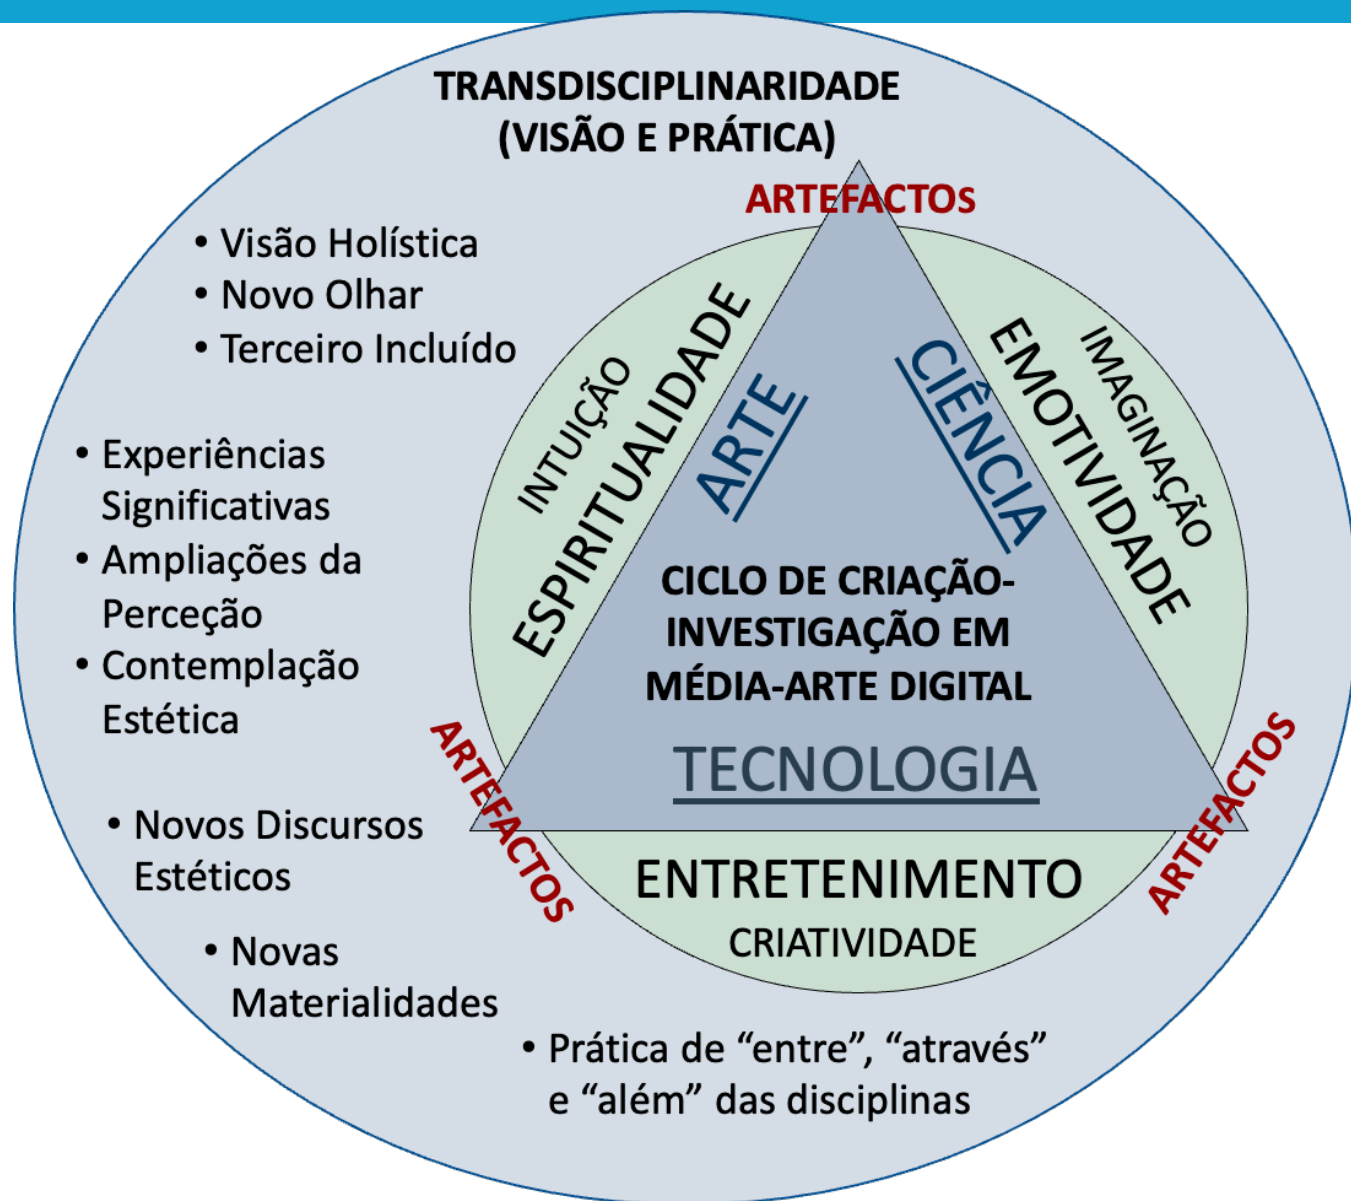 TRANSDISCIPLINARIDADE
(VISÃO E PRÁTICA)
ARTEFACTOS
• Visão Holística
• Novo Olhar
• Terceiro Incluído
INTUIÇÃO
ESPIRITUALIDADE
ARTE
CIÊNCIA
EMOTIVIDADE
IMAGINAÇÃO
• Experiências
Significativas
• Ampliações da
Perceção
• Contemplação
Estética
CICLO DE CRIAÇÃO-
INVESTIGAÇÃO EM
MÉDIA-ARTE DIGITAL
TECNOLOGIA
ARTEFACTOS
ARTEFACTOS
• Novos Discursos
Estéticos
ENTRETENIMENTO
CRIATIVIDADE
• Novas
Materialidades
• Prática de “entre”, “através”
e “além” das disciplinas